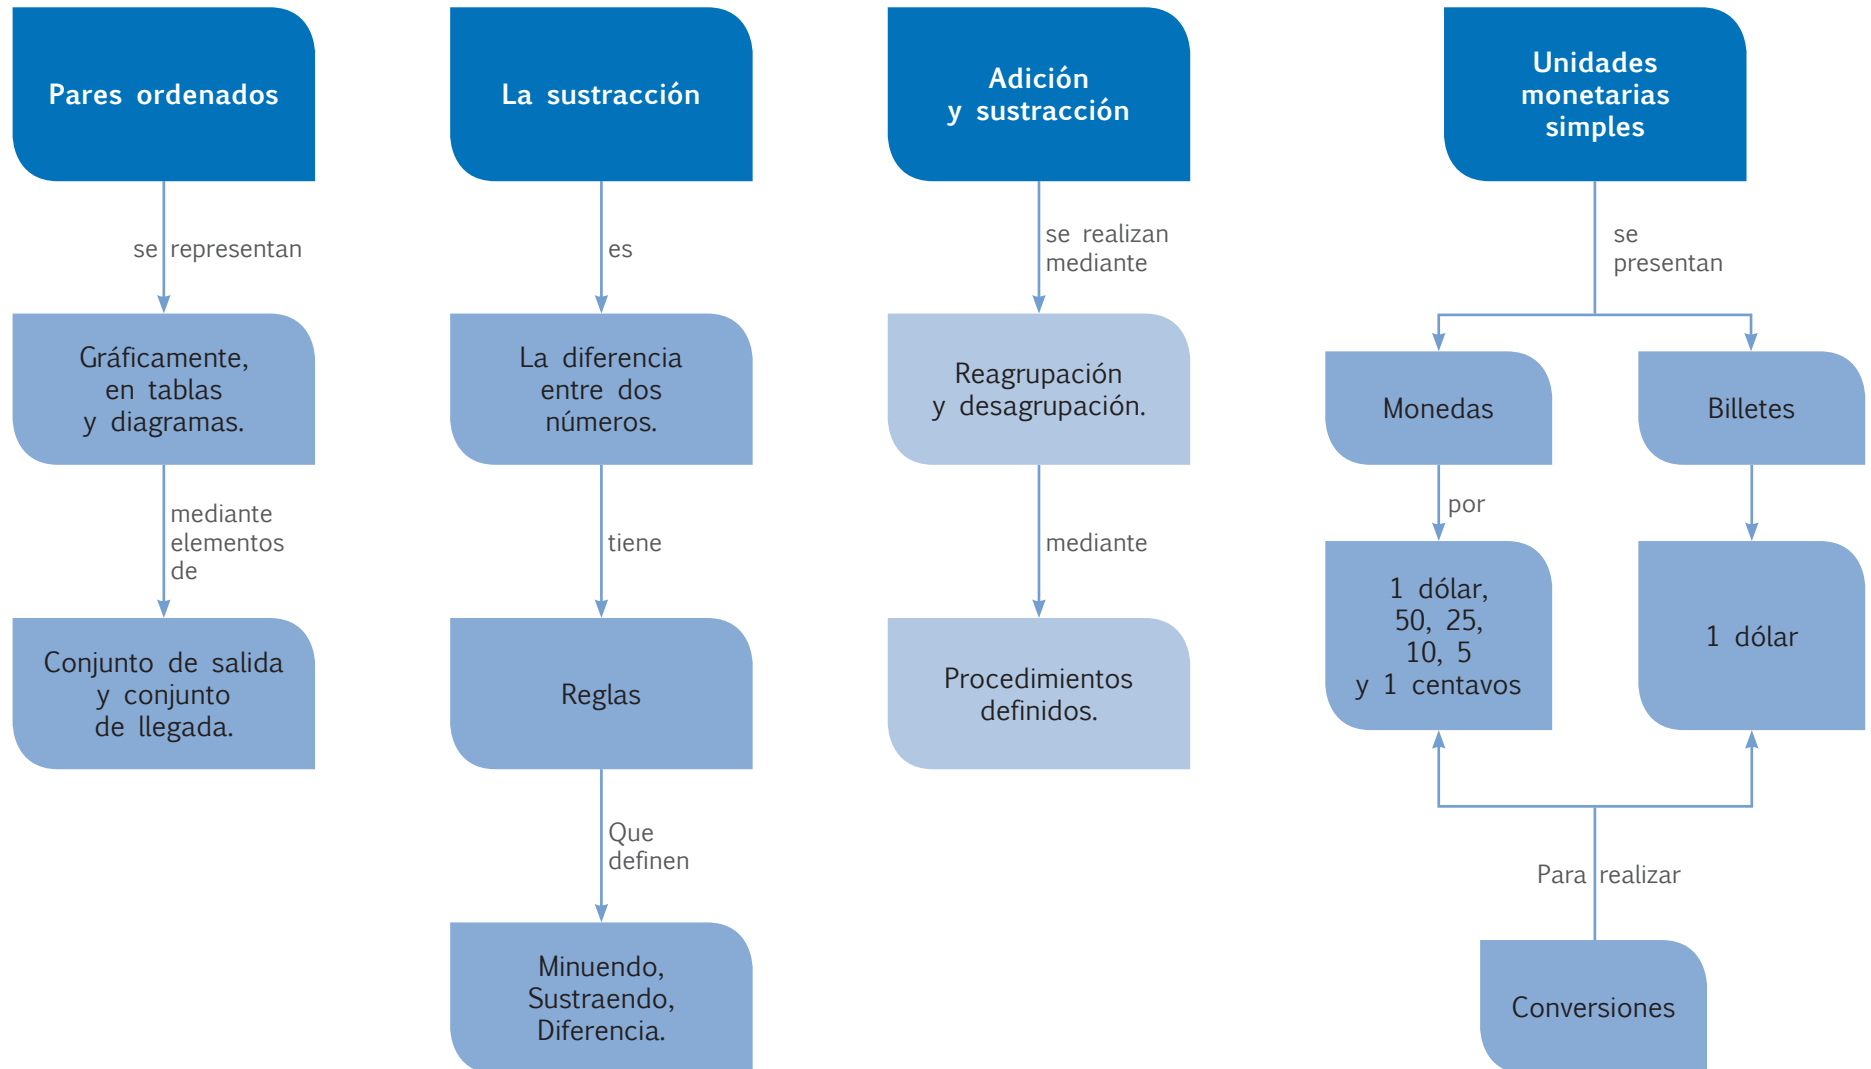 Pares ordenados
se representan
Gráficamente,
en tablas
y diagramas.
mediante
elementos
de
Conjunto de salida
y conjunto
de llegada.
La sustracción
es
La diferencia
entre dos
números.
tiene
Reglas
Que
definen
Minuendo,
Sustraendo,
Diferencia.
Adición
y sustracción
se realizan
mediante
Reagrupación
y desagrupación.
mediante
Procedimientos
definidos.
Unidades
monetarias
simples
se
presentan
Monedas
por
1 dólar,
50, 25,
10, 5
y 1 centavos
Billetes
1 dólar
Para realizar
Conversiones